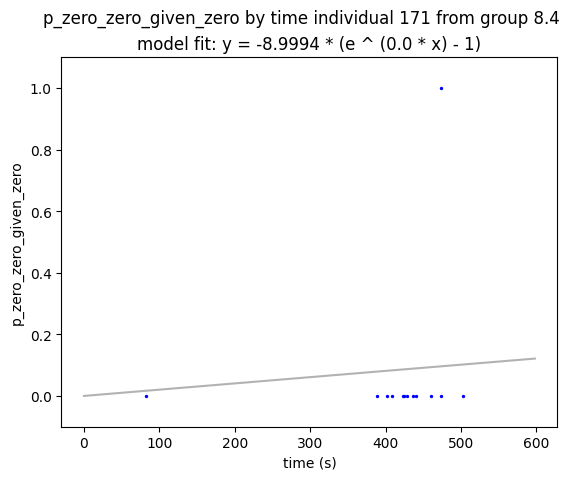 p_zero_zero_given_zero by time individual 171 from group 8.4
model fit: y = -8.9994 * (e ^ (0.0 * x) - 1)
p_zero_zero_given_zero
1.0
0.8
0.6
0.4
0.2
0.0
0 100 200 300 400 500 600
time (s)